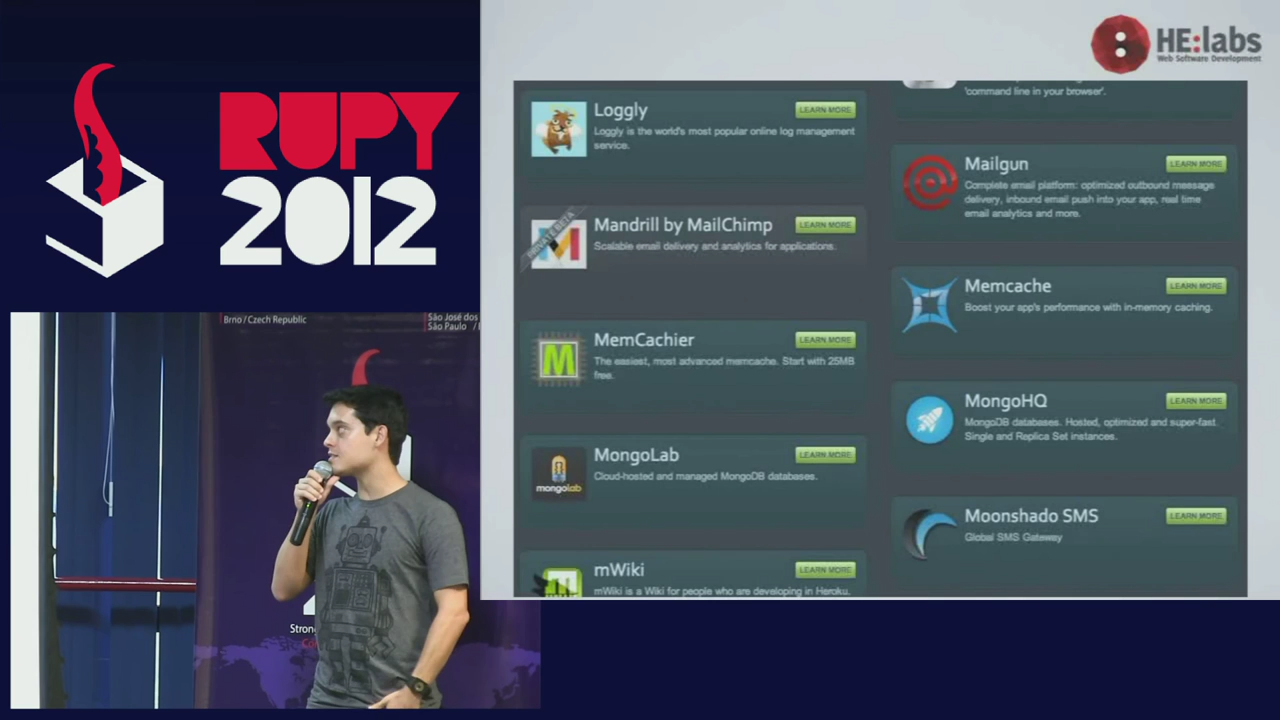 RUPY
2012
Brno / Czech Republic
São José dos
São Paulo /
Stron
HE:labs
Web Software Development
Loggly
LEARN MORE
Loggly is the world's most popular online log management
service.
Mandrill by MailChimp
LEARN MORE
Scalable email delivery and analytics for applications.
PRIVATE BETA
MemCachier
LEARN MORE
The easiest, most advanced memcache. Start with 25MB
free.
MongoLab
LEARN MORE
Cloud-hosted and managed MongoDB databases.
mongolab
mWiki
LEARN MORE
mWiki is a Wiki for people who are developing in Heroku.
'command line in your browser'.
Mailgun
LEARN MORE
Complete email platform: optimized outbound message
delivery, inbound email push into your app, real time
email analytics and more.
Memcache
LEARN MORE
Boost your app's performance with in-memory caching.
MongoHQ
LEARN MORE
MongoDB databases. Hosted, optimized and super-fast.
Single and Replica Set instances.
Moonshado SMS
LEARN MORE
Global SMS Gateway